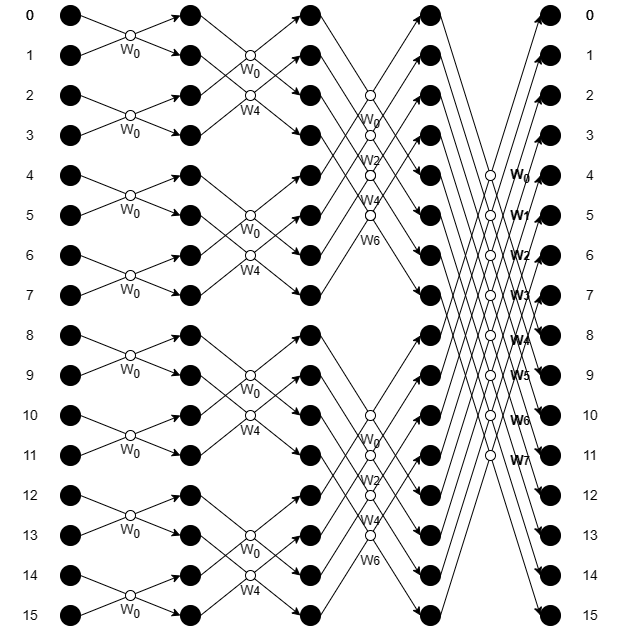 0 0
1 W0 W0 1
2 W4 2
3 W0 W0 3
4 W2 W0 4
5 W0 W0 W4 W1 5
6 W4 W6 W2 6
7 W0 W3 7
8 W4 8
9 W0 W0 W5 9
10 W4 W6 10
11 W0 W0 W7 11
12 W2 12
13 W0 W0 W4 13
14 W4 W6 14
15 W0 15